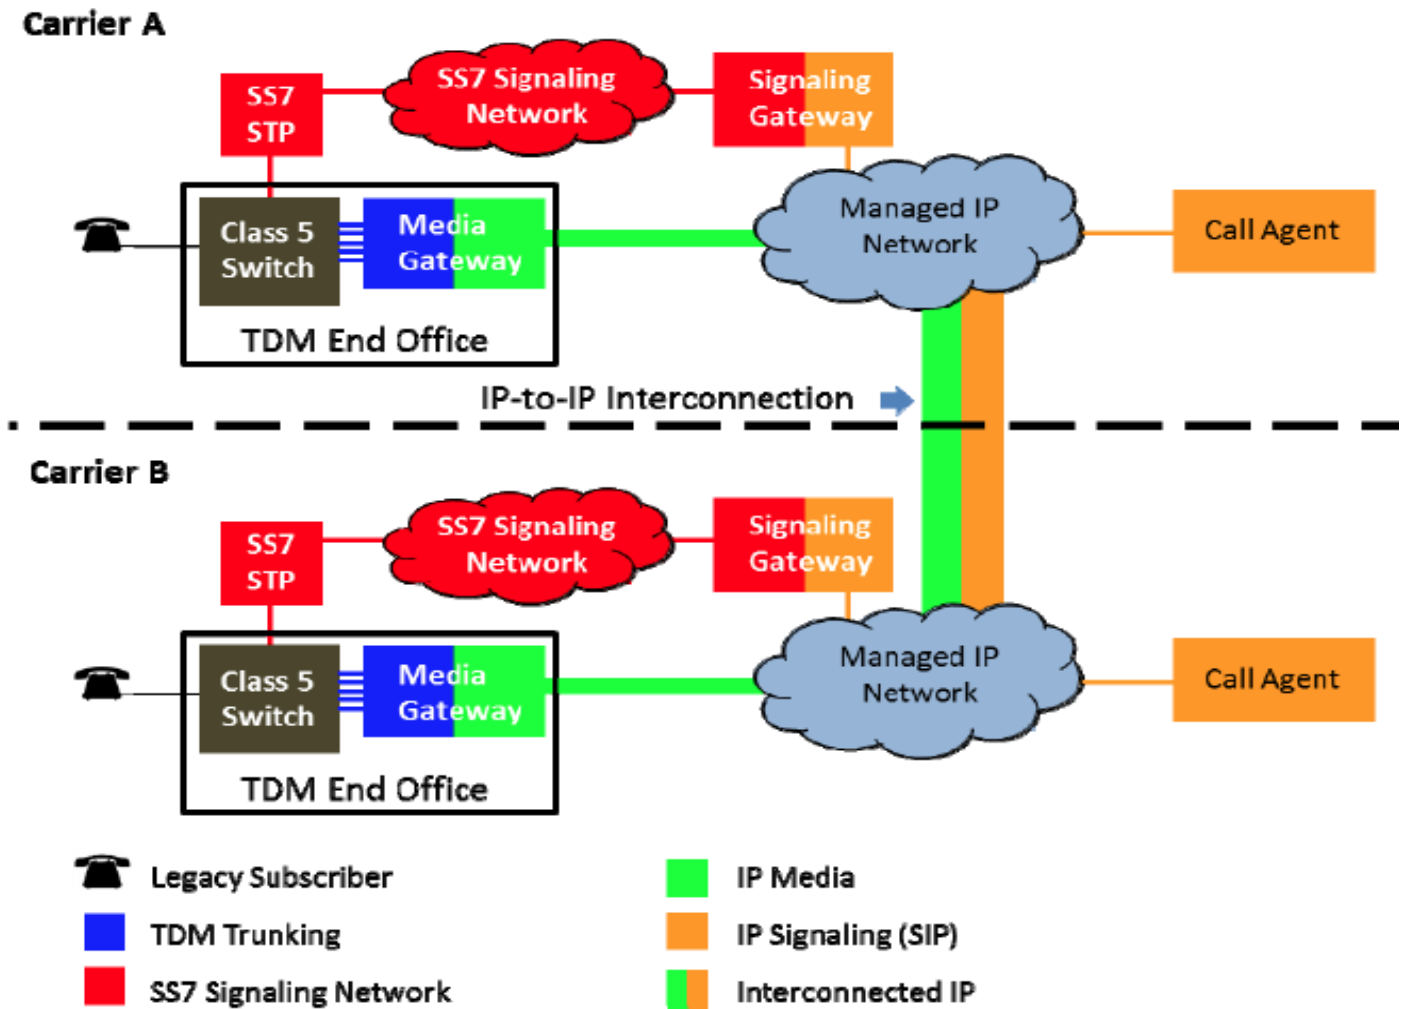 Carrier A
SS7
STP
SS7 Signaling
Network
Signaling
Gateway
Class 5
Switch
Media
Gateway
TDM End Office
Managed IP
Network
Call Agent
IP-to-IP Interconnection
Carrier B
SS7
STP
SS7 Signaling
Network
Signaling
Gateway
Class 5
Switch
Media
Gateway
TDM End Office
Managed IP
Network
Call Agent
Legacy Subscriber
TDM Trunking
SS7 Signaling Network
IP Media
IP Signaling (SIP)
Interconnected IP